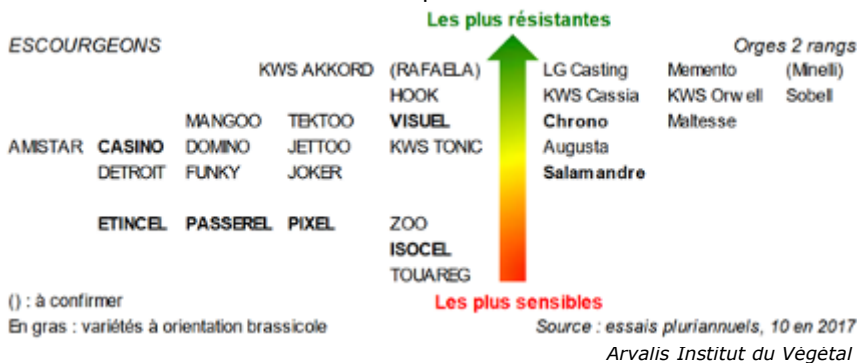 Les plus résistantes
ESCOURGEONS Orges 2 rangs
KWS AKKORD (RAFAELA) LG Casting Memento (Minelli)
HOOK KWS Cassia KWS Orwell Sobell
MANGOO TEKTOO VISUEL Chrono Maltesse
AMISTAR CASINO DOMINO JETTOO KWS TONIC Augusta
DETROIT FUNKY JOKER Salamandre
ETINCEL PASSEREL PIXEL ZOO
ISOCEL
TOUAREG
() : à confirmer Les plus sensibles
En gras : variétés à orientation brassicole Source : essais pluriannuels, 10 en 2017
Arvalis Institut du Végétal